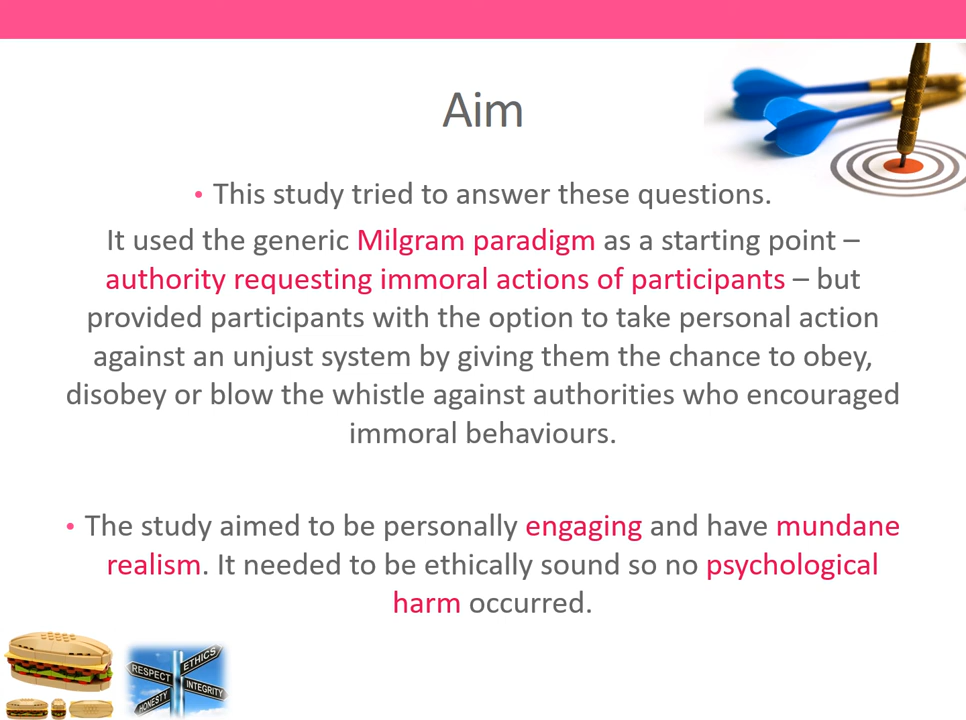 Aim
• This study tried to answer these questions.
It used the generic Milgram paradigm as a starting point –
authority requesting immoral actions of participants – but
provided participants with the option to take personal action
against an unjust system by giving them the chance to obey,
disobey or blow the whistle against authorities who encouraged
immoral behaviours.
• The study aimed to be personally engaging and have mundane
realism. It needed to be ethically sound so no psychological
harm occurred.
RESPECT
ETHICS
HONESTY
INTEGRITY